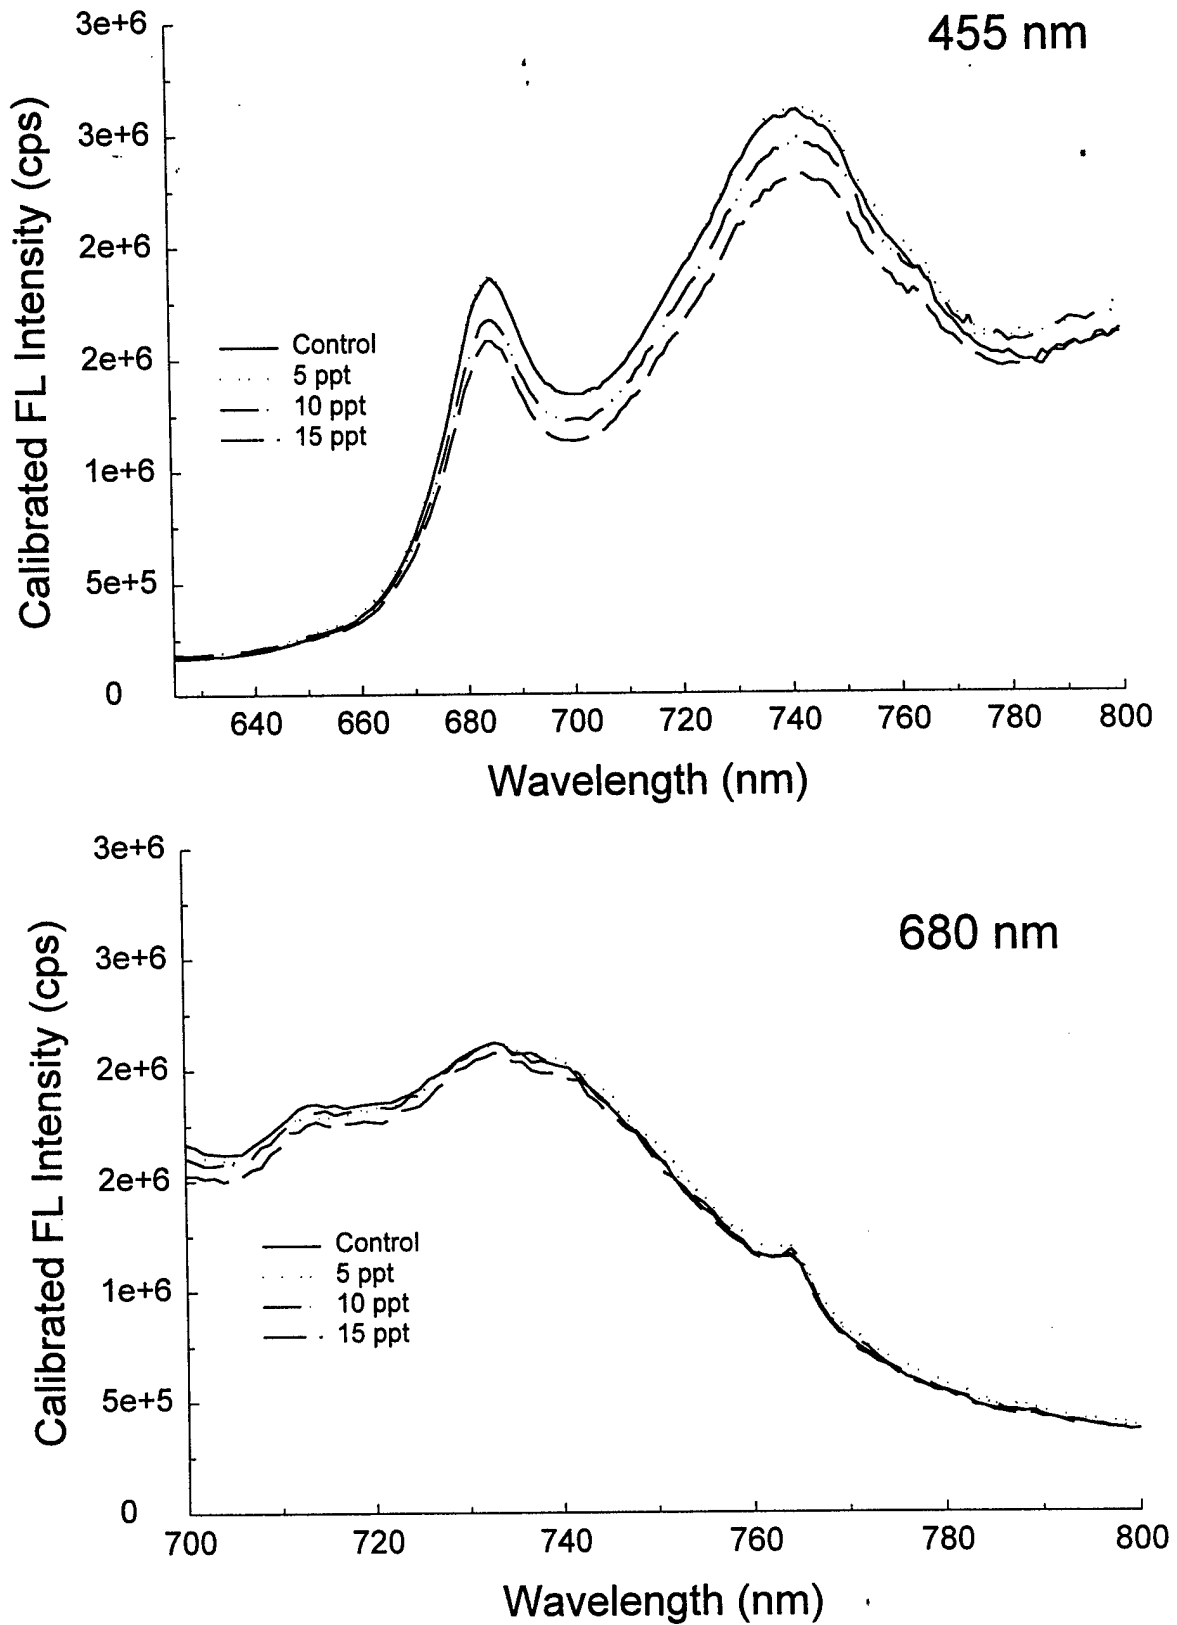 455 nm
Calibrated FL Intensity (cps)
3e+6
3e+6
2e+6
2e+6
1e+6
5e+5
0
Control
5 ppt
10 ppt
15 ppt
640 660 680 700 720 740 760 780 800
Wavelength (nm)
680 nm
Calibrated FL Intensity (cps)
3e+6
3e+6
2e+6
2e+6
1e+6
5e+5
0
Control
5 ppt
10 ppt
15 ppt
700 720 740 760 780 800
Wavelength (nm)